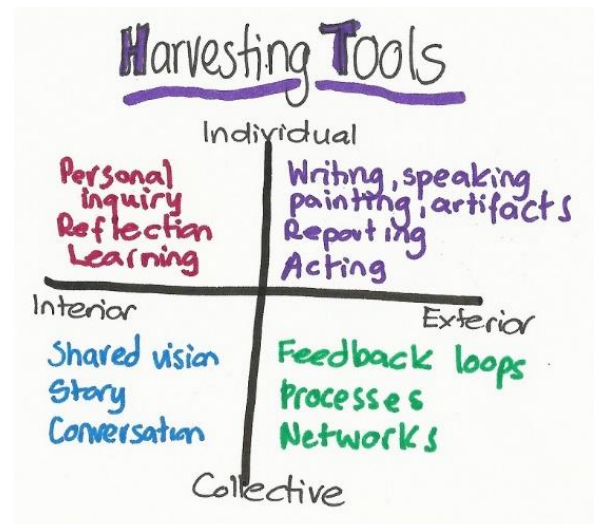 Harvesting Tools
Individual
Personal
inquiry
Reflection
Learning
Writing, speaking
painting, artifacts
Reporting
Acting
Interior
Exterior
Shared vision
Story
Conversation
Feedback loops
Processes
Networks
Collective